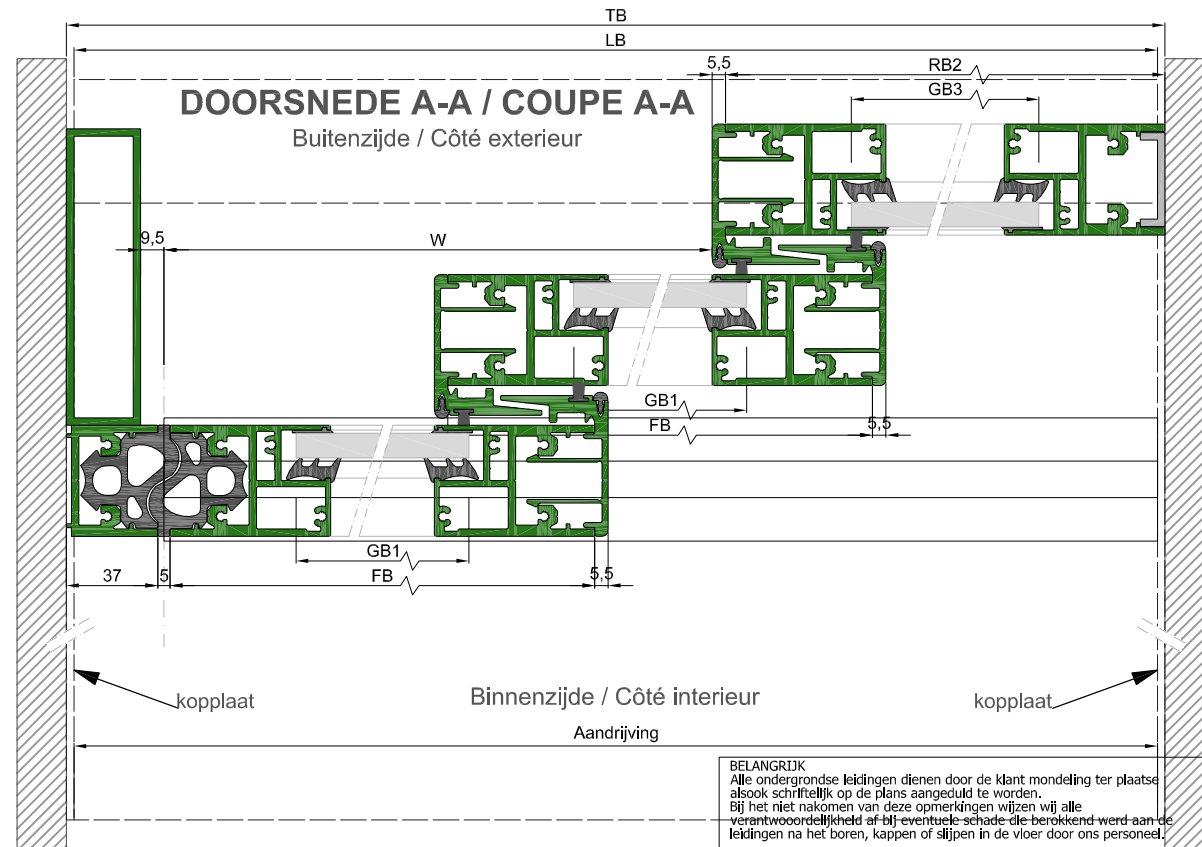 TB
LB
5,5
RB2
GB3
DOORSNEDE A-A / COUPE A-A
Buitenzijde / Côté exterieur
9,5
W
GB1
FB
5,5
GB1
37
5
FB
5,5
kopplaat
Binnenzijde / Côté interieur
kopplaat
Aandrijving
BELANGRIJK
Alle ondergrondse leidingen dienen door de klant mondeling ter plaatse
alsook schriftelijk op de plans aangeduid te worden.
Bij het niet nakomen van deze opmerkingen wijzen wij alle
verantwooordelijkheid af bij eventuele schade die berokkend werd aan de
leidingen na het boren, kappen of slijpen in de vloer door ons personeel.